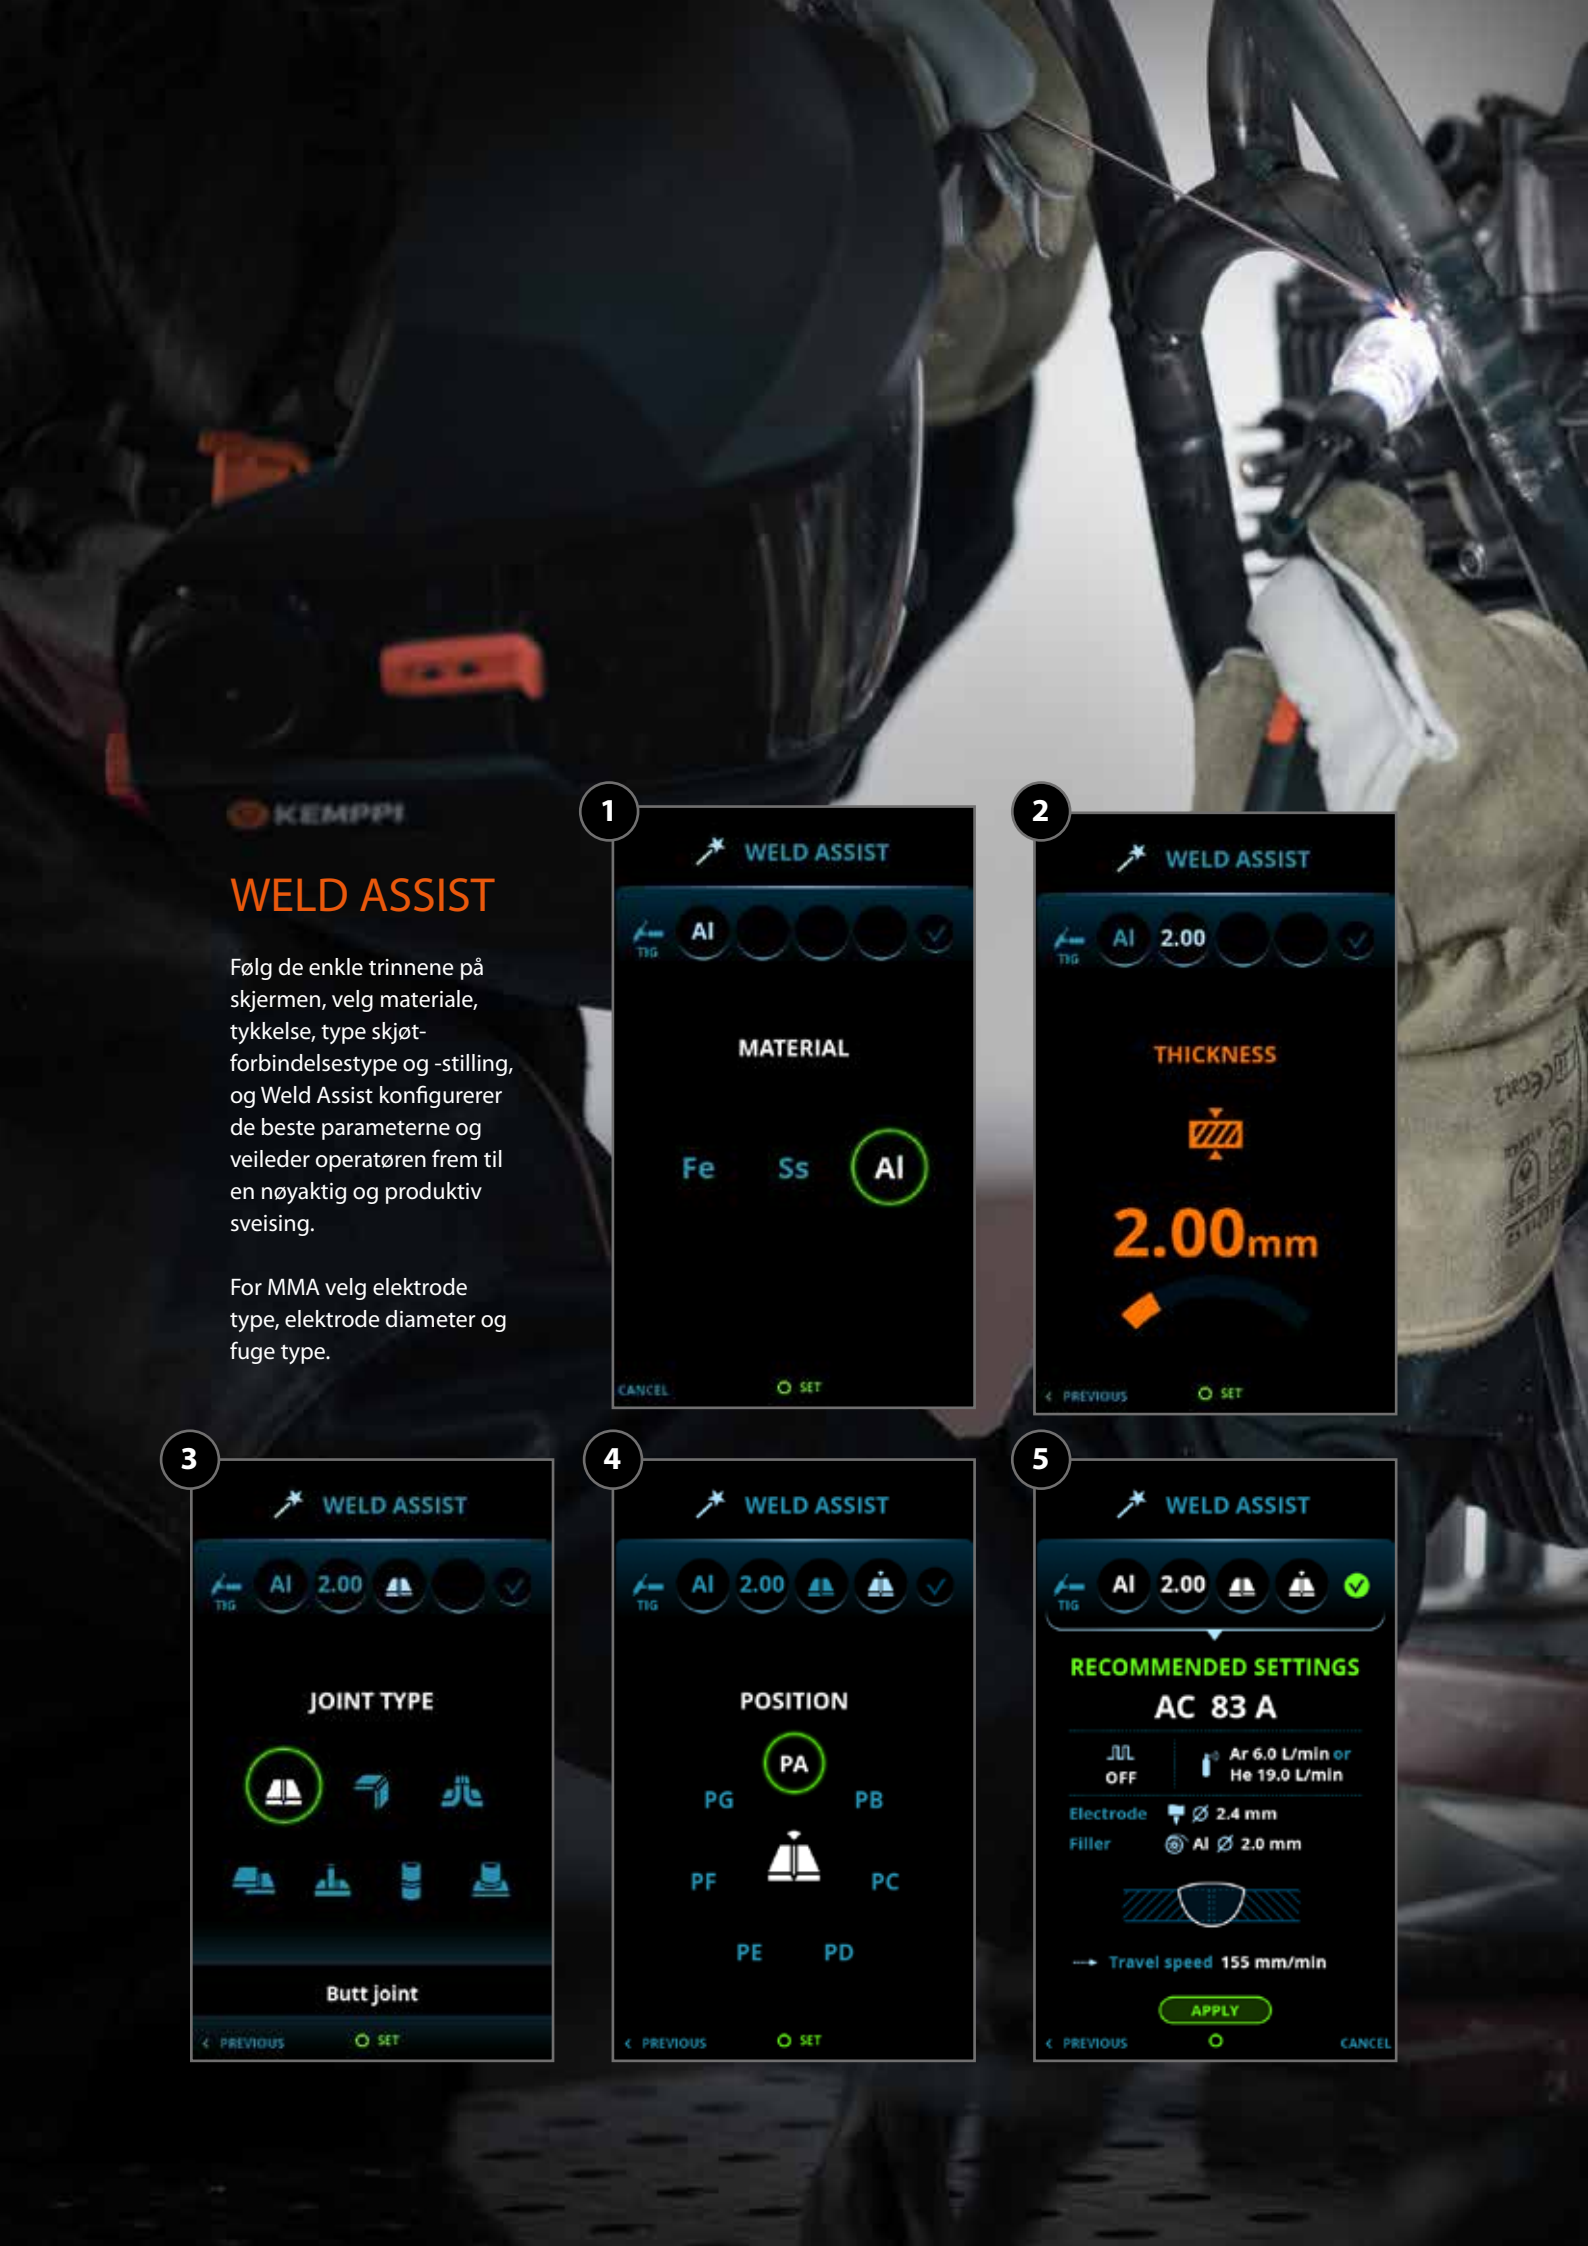 KEMPPI
WELD ASSIST
Følg de enkle trinnene på
skjermen, velg materiale,
tykkelse, type skjøt-
forbindelsestype og -stilling,
og Weld Assist konfigurerer
de beste parameterne og
veileder operatøren frem til
en nøyaktig og produktiv
sveising.
For MMA velg elektrode
type, elektrode diameter og
fuge type.
1
WELD ASSIST
TIG
Al
MATERIAL
Fe Ss Al
CANCEL SET
2
WELD ASSIST
TIG
Al 2.00
THICKNESS
2.00mm
< PREVIOUS SET
3
WELD ASSIST
TIG
Al 2.00
JOINT TYPE
Butt joint
< PREVIOUS SET
4
WELD ASSIST
TIG
Al 2.00
POSITION
PA
PG PB
PF PC
PE PD
< PREVIOUS SET
5
WELD ASSIST
TIG
Al 2.00
RECOMMENDED SETTINGS
AC 83 A
OFF
Ar 6.0 L/min or
He 19.0 L/min
Electrode Ø 2.4 mm
Filler Al Ø 2.0 mm
Travel speed 155 mm/min
APPLY
< PREVIOUS CANCEL